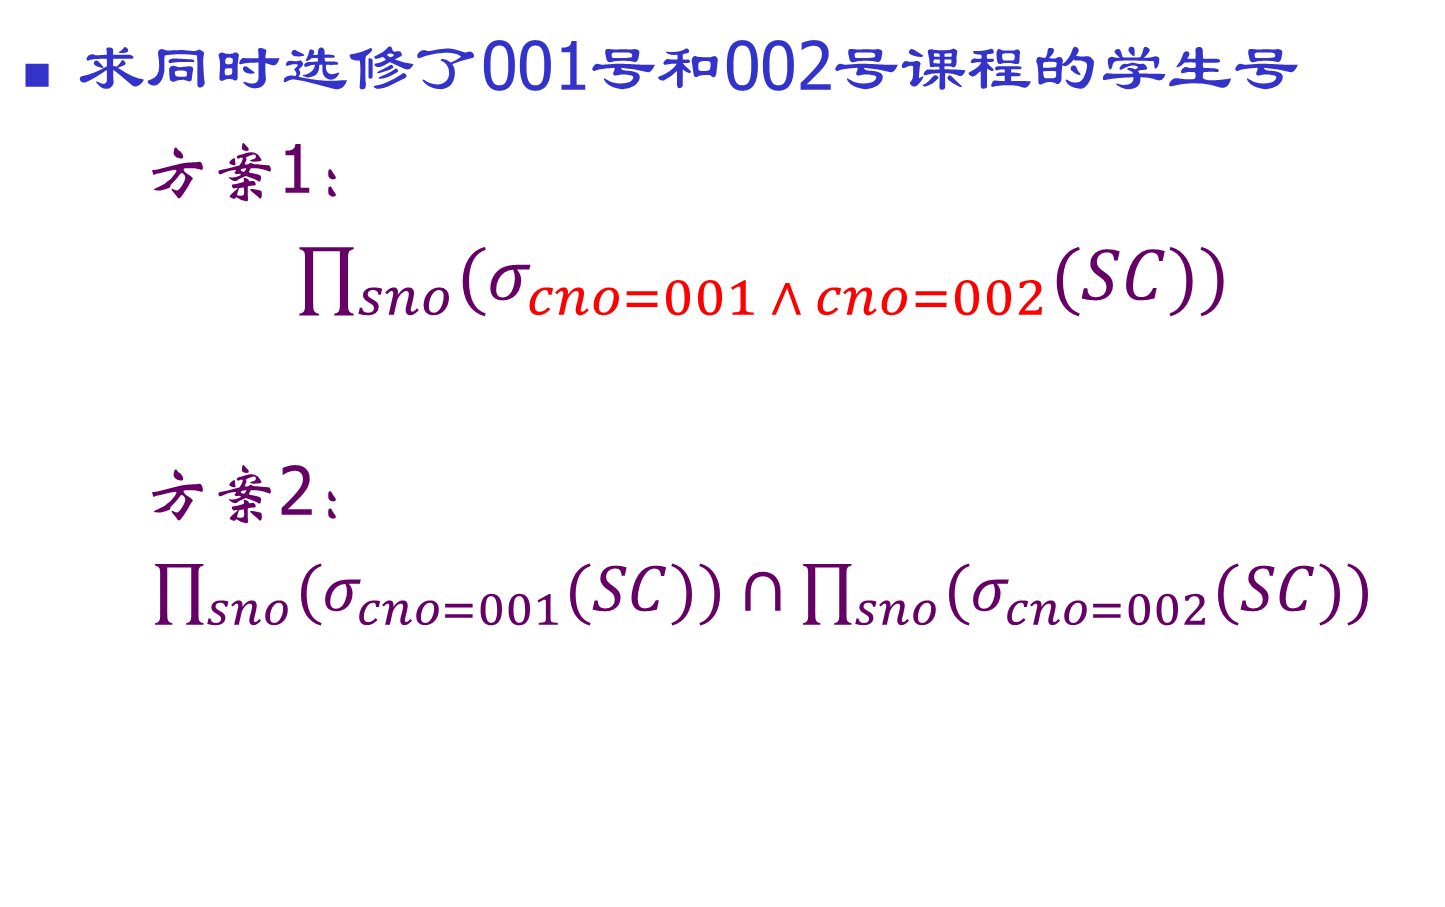 ■ 求同时选修了001号和002号课程的学生号
方案1：
∏sno(σcno=001 ∧ cno=002(SC))
方案2：
∏sno(σcno=001(SC)) ∩ ∏sno(σcno=002(SC))